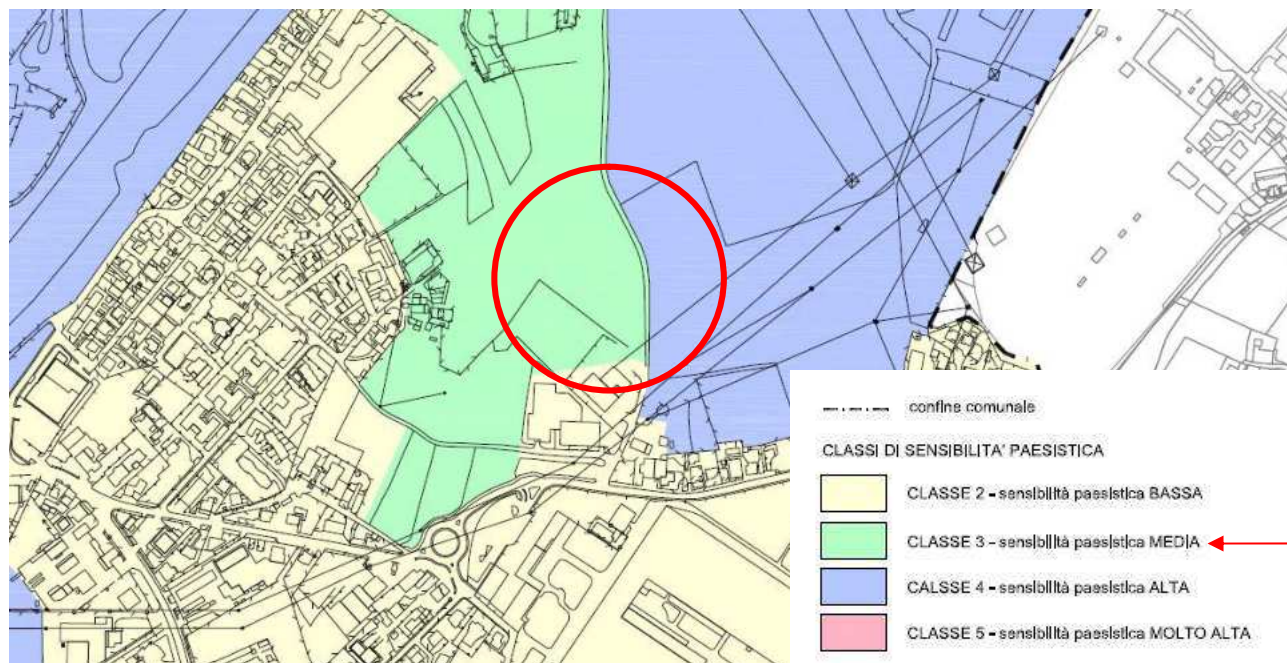 confine comunale
CLASSI DI SENSIBILITA' PAESISTICA
CLASSE 2 - sensibilità paesistica BASSA
CLASSE 3 - sensibilità paesistica MEDIA
CALSSE 4 - sensibilità paesistica ALTA
CLASSE 5 - sensibilità paesistica MOLTO ALTA